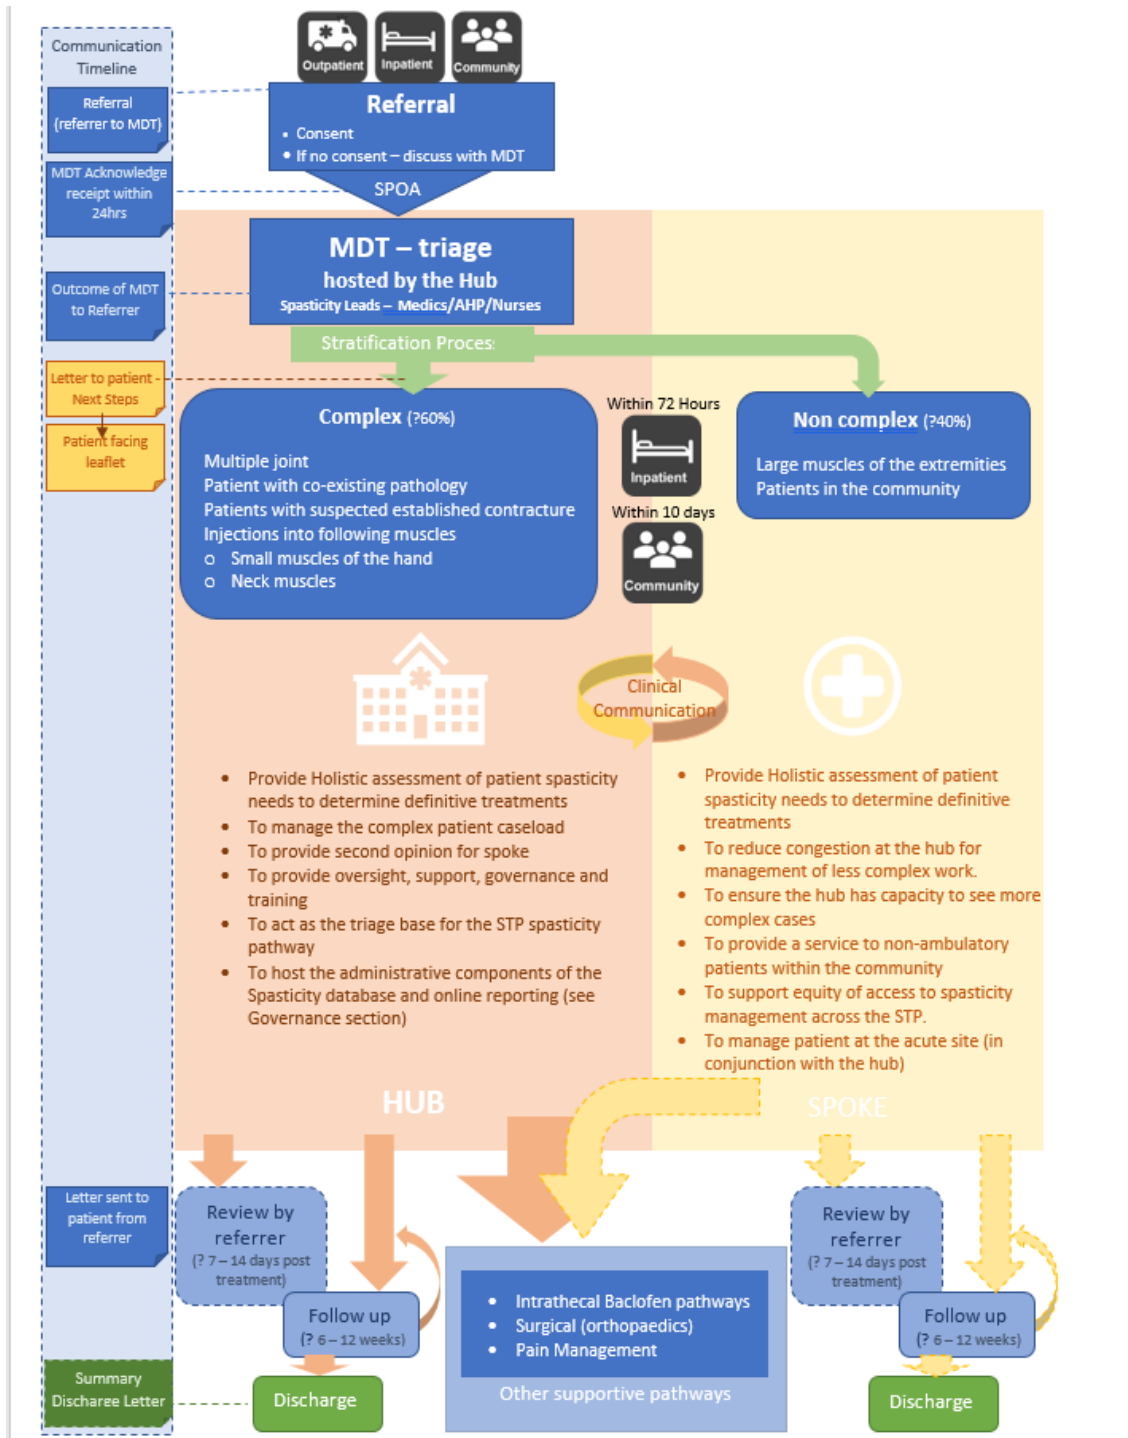 Communication
Timeline
Referral
(referrer to MDT)
MDT Acknowledge
receipt within
24hrs
Outcome of MDT
to Referrer
Letter to patient
Next Steps
Patient facing
leaflet
Letter sent to
patient from
referrer
Summary
Discharge Letter
Outpatient
Inpatient
Community
Referral
• Consent
• If no consent – discuss with MDT
SPOA
MDT – triage
hosted by the Hub
Spasticity Leads – Medics/AHP/Nurses
Stratification Proces
Complex (?60%)
Multiple joint
Patient with co-existing pathology
Patients with suspected established contracture
Injections into following muscles
o Small muscles of the hand
o Neck muscles
Within 72 Hours
Inpatient
Within 10 days
Community
Non complex (?40%)
Large muscles of the extremities
Patients in the community
Clinical
Communication
• Provide Holistic assessment of patient spasticity
needs to determine definitive treatments
• To manage the complex patient caseload
• To provide second opinion for spoke
• To provide oversight, support, governance and
training
• To act as the triage base for the STP spasticity
pathway
• To host the administrative components of the
Spasticity database and online reporting (see
Governance section)
HUB
• Provide Holistic assessment of patient
spasticity needs to determine definitive
treatments
• To reduce congestion at the hub for
management of less complex work.
• To ensure the hub has capacity to see more
complex cases
• To provide a service to non-ambulatory
patients within the community
• To support equity of access to spasticity
management across the STP.
• To manage patient at the acute site (in
conjunction with the hub)
SPOKE
Review by
referrer
(? 7 – 14 days post
treatment)
Follow up
(? 6 – 12 weeks)
Discharge
• Intrathecal Baclofen pathways
• Surgical (orthopaedics)
• Pain Management
Other supportive pathways
Review by
referrer
(? 7 – 14 days post
treatment)
Follow up
(? 6 – 12 weeks)
Discharge